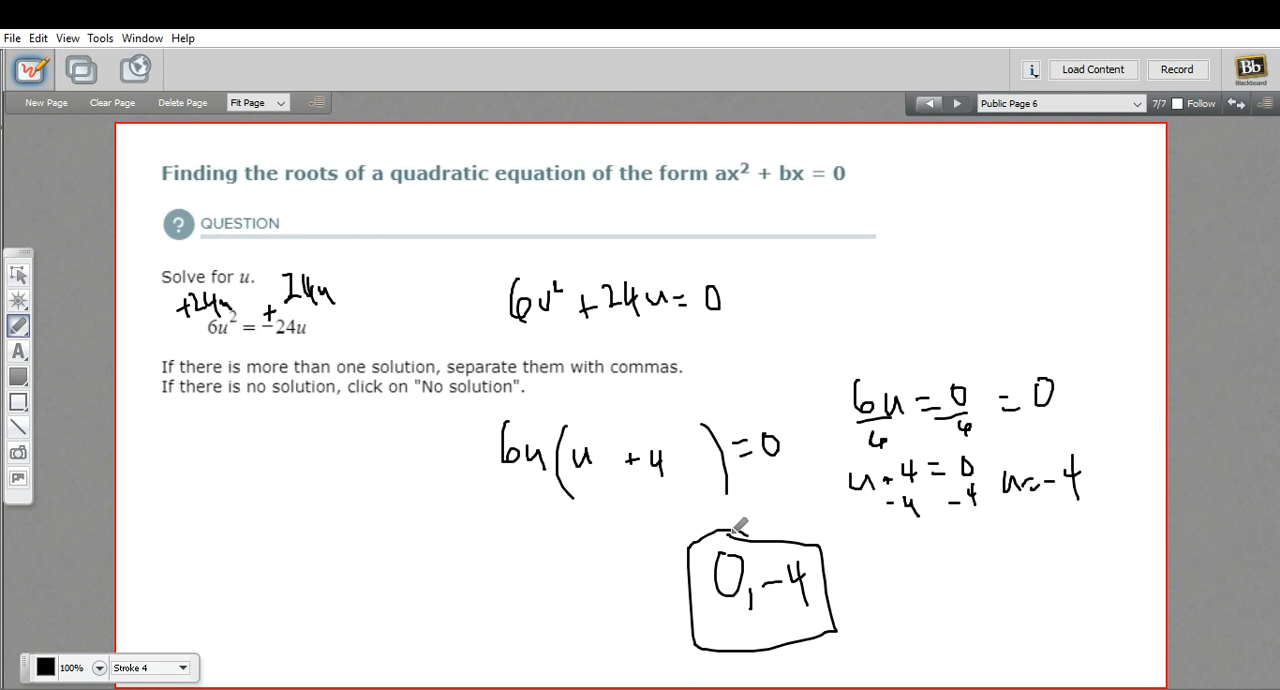 File Edit View Tools Window Help
Load Content
Record
Bb
Blackboard
New Page Clear Page Delete Page Fit Page
Public Page 6
7/7 Follow
Finding the roots of a quadratic equation of the form ax² + bx = 0
? QUESTION
Solve for u.
+24u +24u
6u² = −24u
6u² + 24u = 0
If there is more than one solution, separate them with commas.
If there is no solution, click on "No solution".
6u(u + 4) = 0
6u = 0 = 0
6 6
u + 4 = 0 u = -4
-4 -4
0, -4
100% Stroke 4